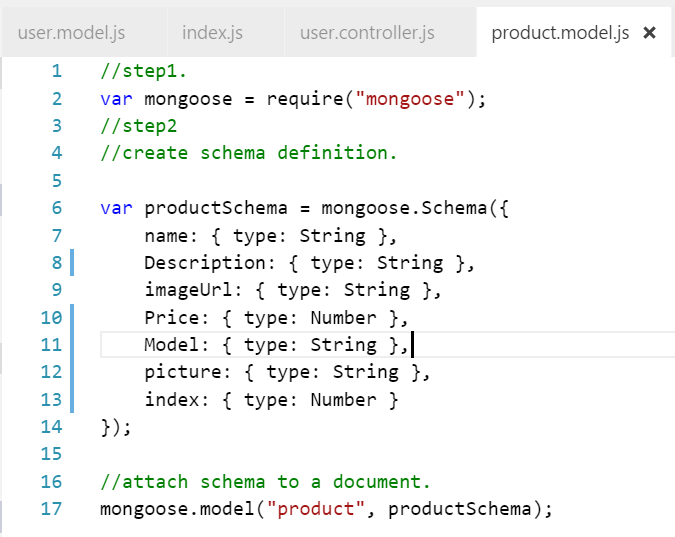 user.model.js index.js user.controller.js product.model.js ×
1 //step1.
2 var mongoose = require("mongoose");
3 //step2
4 //create schema definition.
5
6 var productSchema = mongoose.Schema({
7 name: { type: String },
8 Description: { type: String },
9 imageUrl: { type: String },
10 Price: { type: Number },
11 Model: { type: String },
12 picture: { type: String },
13 index: { type: Number }
14 });
15
16 //attach schema to a document.
17 mongoose.model("product", productSchema);